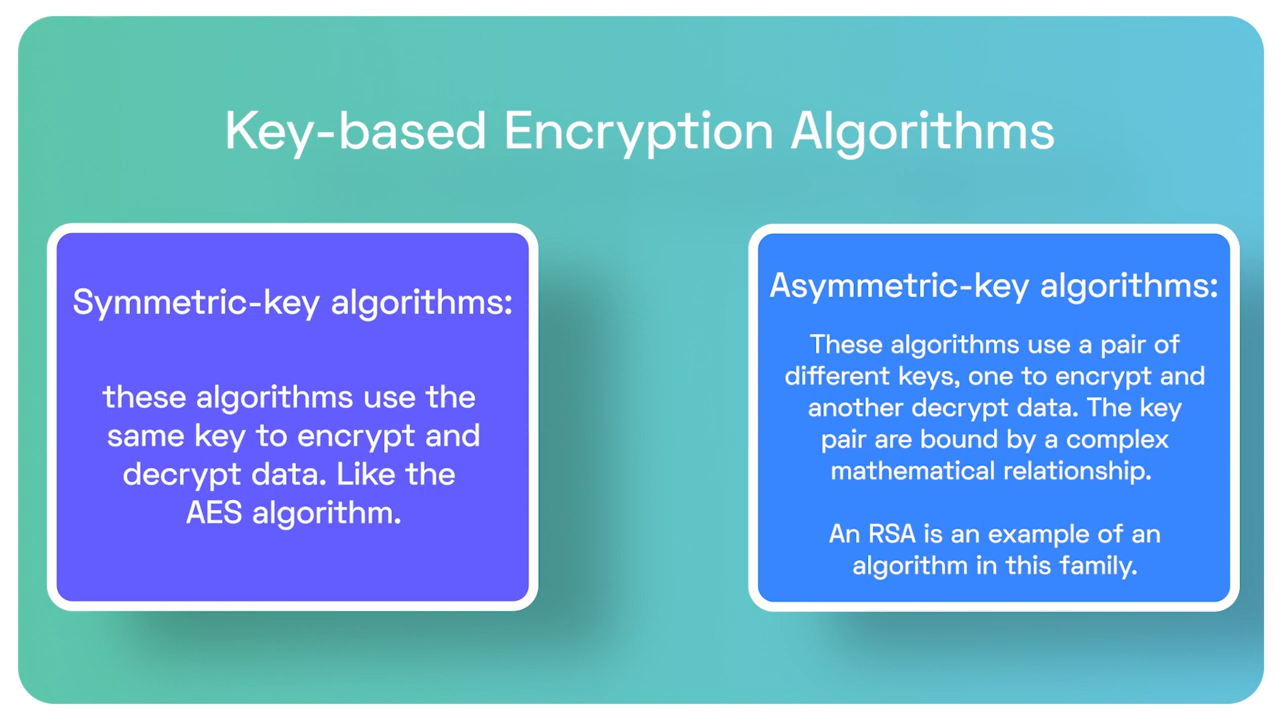 Key-based Encryption Algorithms
Symmetric-key algorithms:
these algorithms use the
same key to encrypt and
decrypt data. Like the
AES algorithm.
Asymmetric-key algorithms:
These algorithms use a pair of
different keys, one to encrypt and
another decrypt data. The key
pair are bound by a complex
mathematical relationship.
An RSA is an example of an
algorithm in this family.